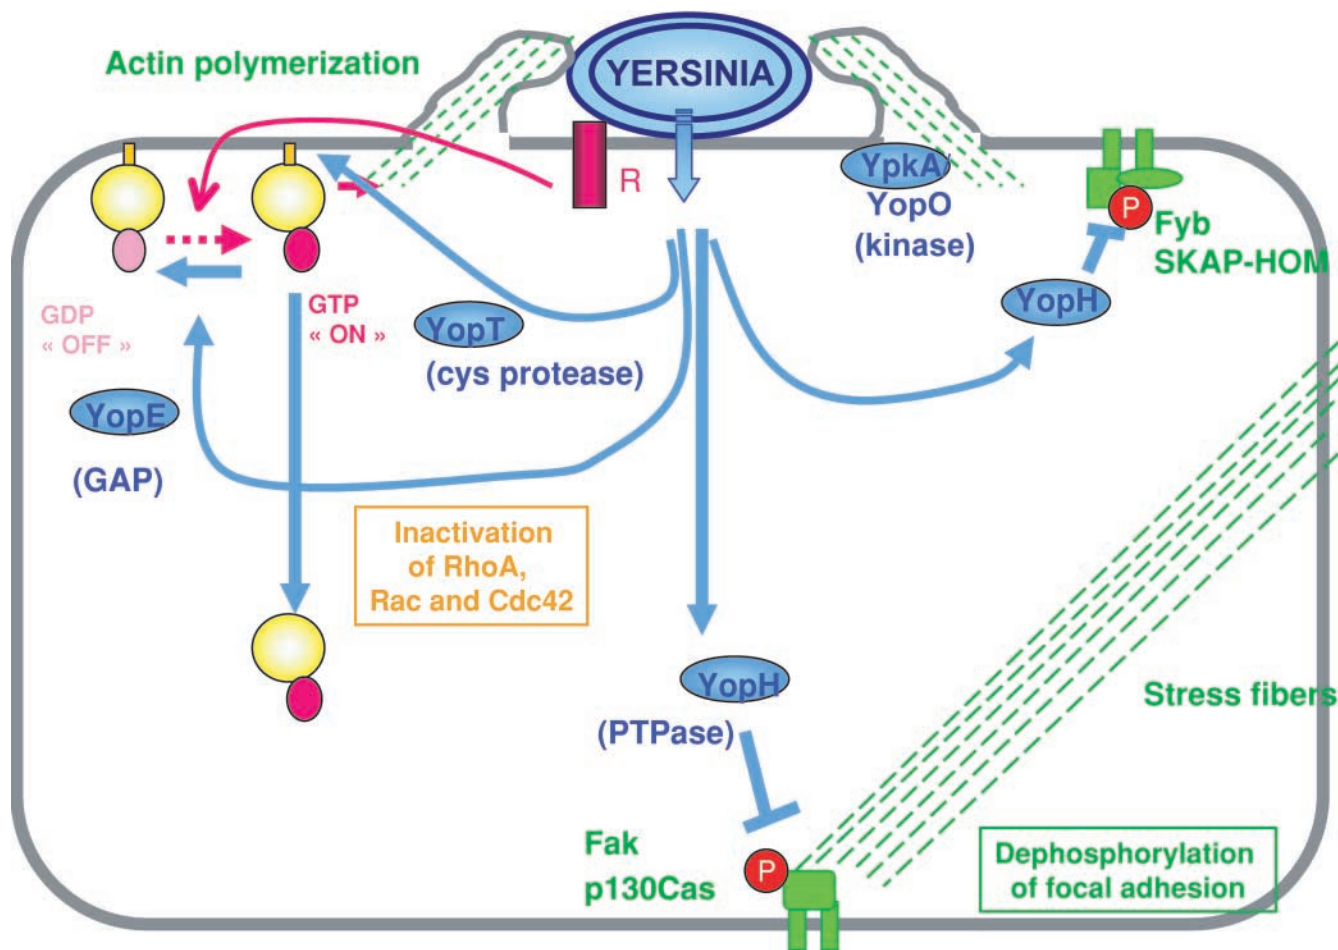 YERSINIA
Actin polymerization
R
YpkA/
YopO
(kinase)
P
Fyb
SKAP-HOM
GDP
« OFF »
GTP
« ON »
YopT
(cys protease)
YopH
YopE
(GAP)
Inactivation
of RhoA,
Rac and Cdc42
YopH
(PTPase)
Stress fibers
Fak
p130Cas
P
Dephosphorylation
of focal adhesion